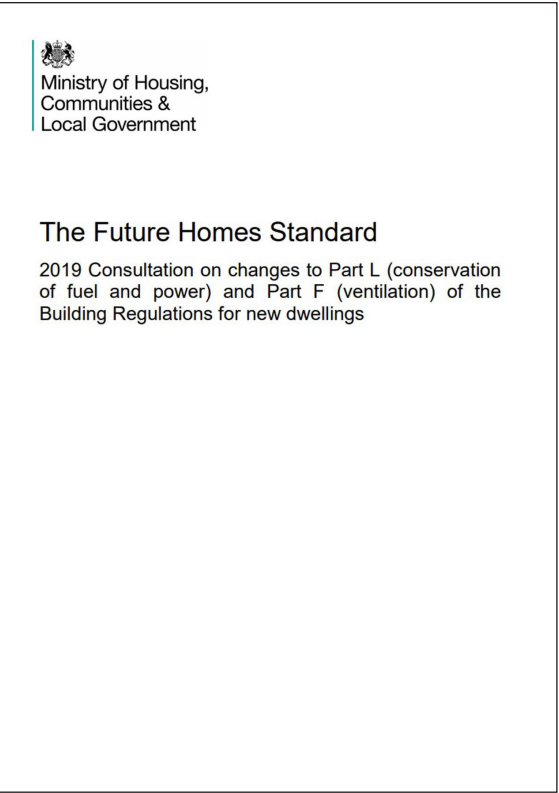 Ministry of Housing,
Communities &
Local Government
The Future Homes Standard
2019 Consultation on changes to Part L (conservation
of fuel and power) and Part F (ventilation) of the
Building Regulations for new dwellings